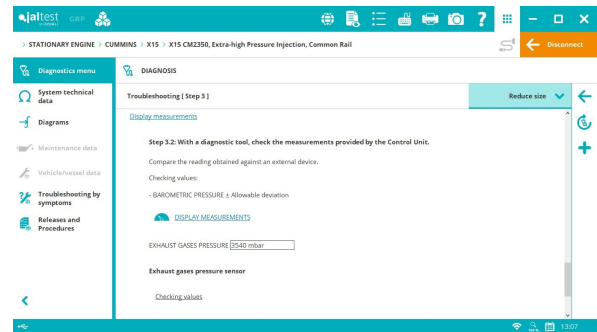 jaltest GRP
?
> STATIONARY ENGINE > CUMMINS > X15 > X15 CM2350, Extra-high Pressure Injection, Common Rail
Disconnect
Diagnostics menu
DIAGNOSIS
System technical data
Troubleshooting [ Step 3 ]
Reduce size
Display measurements
Diagrams
Step 3.2: With a diagnostic tool, check the measurements provided by the Control Unit.
Maintenance data
Compare the reading obtained against an external device.
Vehicle/vessel data
Checking values:
Troubleshooting by symptoms
- BAROMETRIC PRESSURE ± Allowable deviation
Releases and Procedures
DISPLAY MEASUREMENTS
EXHAUST GASES PRESSURE 3540 mbar
Exhaust gases pressure sensor
Checking values
13:07